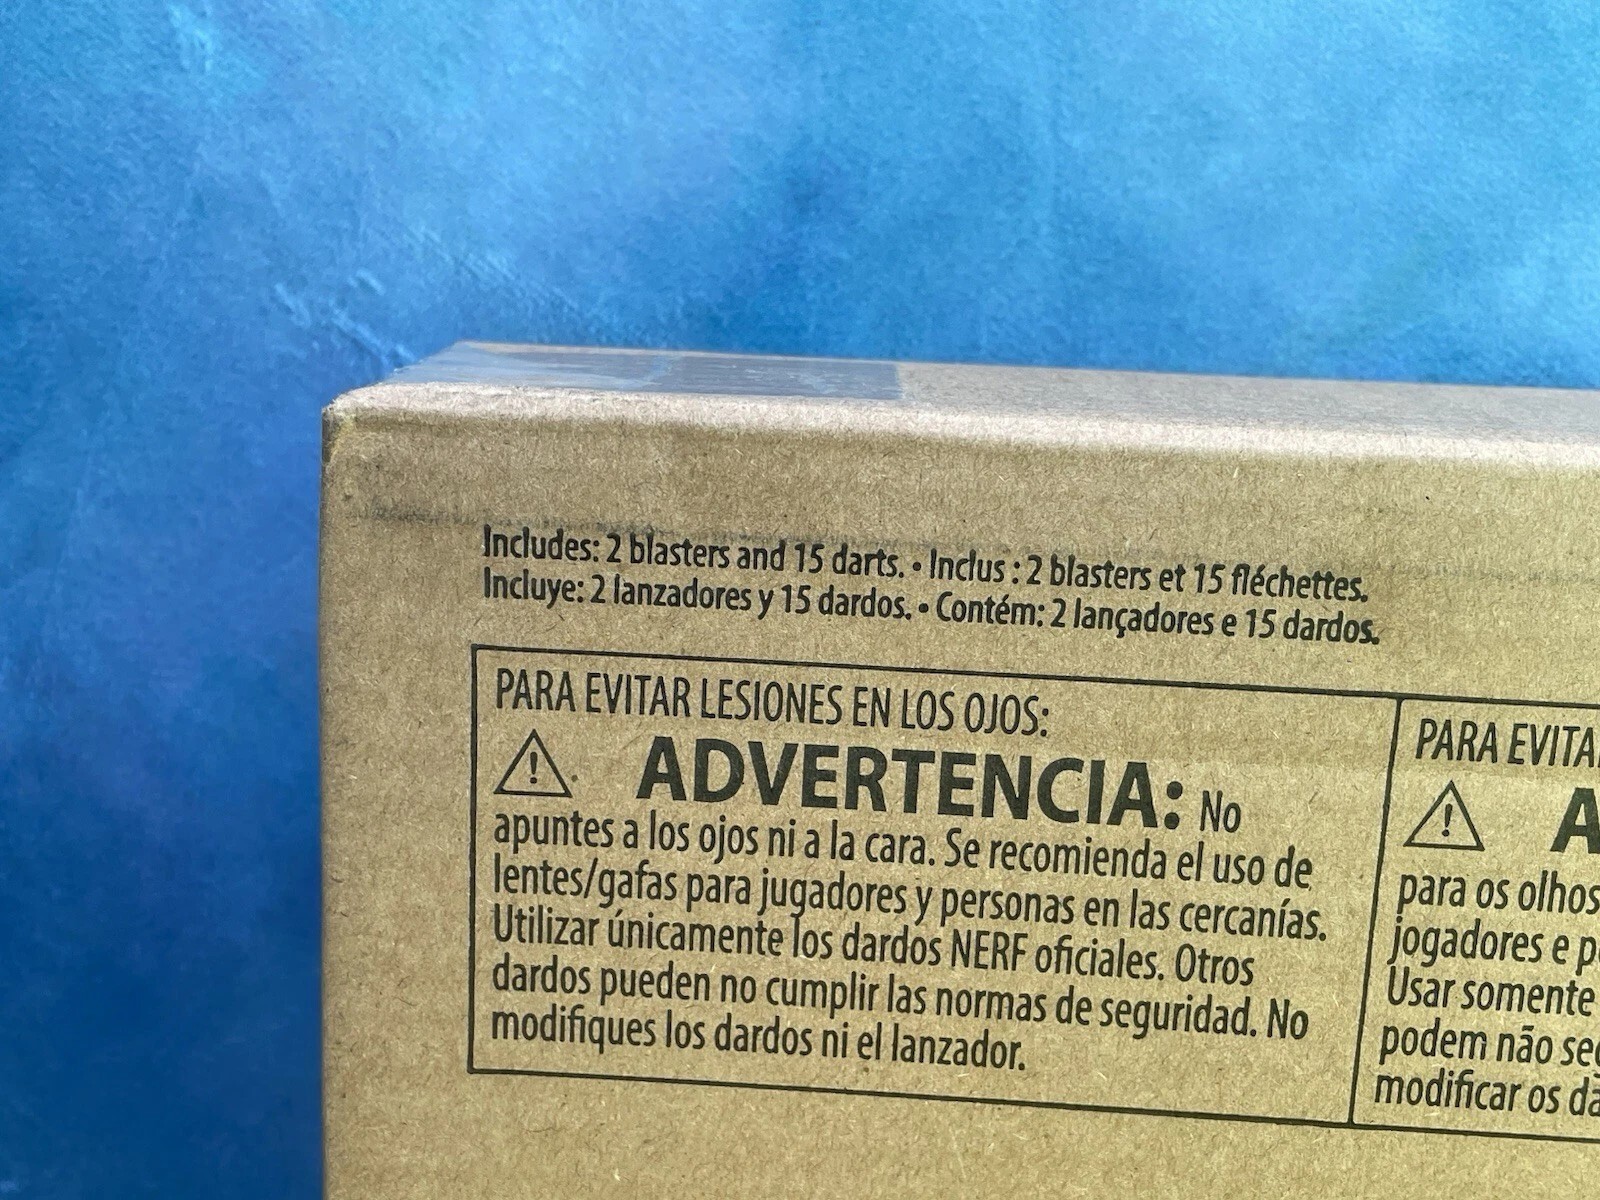 Includes: 2 blasters and 15 darts. • Inclus : 2 blasters et 15 fléchettes.
Incluye: 2 lanzadores y 15 dardos. • Contém: 2 lançadores e 15 dardos.
PARA EVITAR LESIONES EN LOS OJOS:
ADVERTENCIA: No
apuntes a los ojos ni a la cara. Se recomienda el uso de
lentes/gafas para jugadores y personas en las cercanías.
Utilizar únicamente los dardos NERF oficiales. Otros
dardos pueden no cumplir las normas de seguridad. No
modifiques los dardos ni el lanzador.
PARA
para os olhos
jogadores e
Usar somente
podem não
modificar os